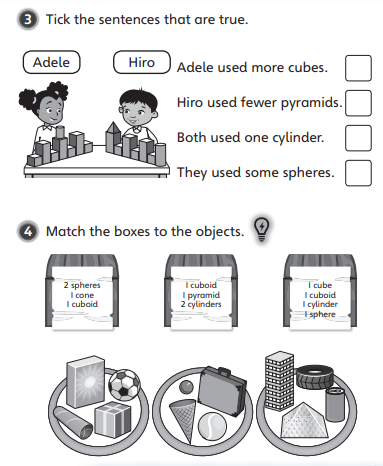 3 Tick the sentences that are true.
Adele
Hiro
Adele used more cubes.
Hiro used fewer pyramids.
Both used one cylinder.
They used some spheres.
4 Match the boxes to the objects.
2 spheres
1 cone
1 cuboid
1 cuboid
1 pyramid
2 cylinders
1 cube
1 cuboid
1 cylinder
1 sphere